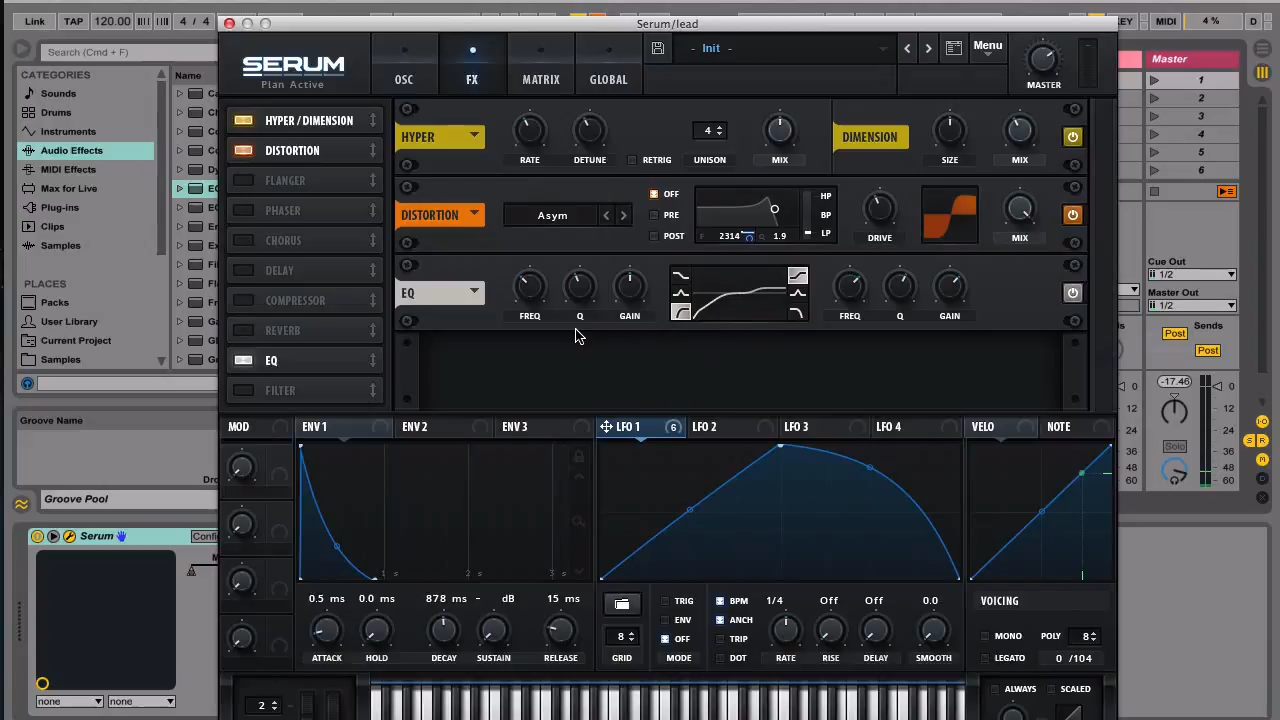 Serum/lead
Link TAP 120.00 4 / 4 KEY MIDI 4 % D
Search (Cmd + F)
CATEGORIES
Sounds
Drums
Instruments
Audio Effects
MIDI Effects
Max for Live
Plug-ins
Clips
Samples
PLACES
Packs
User Library
Current Project
Samples
Name
Groove Name
Groove Pool
Serum
none none
SERUM
Plan Active
OSC FX MATRIX GLOBAL
- Init -
Menu
MASTER
HYPER / DIMENSION
DISTORTION
FLANGER
PHASER
CHORUS
DELAY
COMPRESSOR
REVERB
EQ
FILTER
HYPER
RATE DETUNE RETRIG 4 UNISON MIX
DIMENSION
SIZE MIX
DISTORTION
Asym
OFF
PRE
POST
F 2314 Q 1.9
HP
BP
LP
DRIVE MIX
EQ
FREQ Q GAIN FREQ Q GAIN
MOD ENV 1 ENV 2 ENV 3 LFO 1 6 LFO 2 LFO 3 LFO 4 VELO NOTE
1 s 2 s 3 s
0.5 ms 0.0 ms 878 ms - dB 15 ms
ATTACK HOLD DECAY SUSTAIN RELEASE
8
GRID
TRIG
ENV
OFF
MODE
BPM
ANCH
TRIP
DOT
1/4 Off Off 0.0
RATE RISE DELAY SMOOTH
VOICING
MONO POLY 8
LEGATO 0 /104
ALWAYS SCALED
2
Master
1
2
3
4
5
6
Cue Out
1/2
Master Out
1/2
Sends
Post
Post
-17.46
0
12
24
36
48
60
Solo